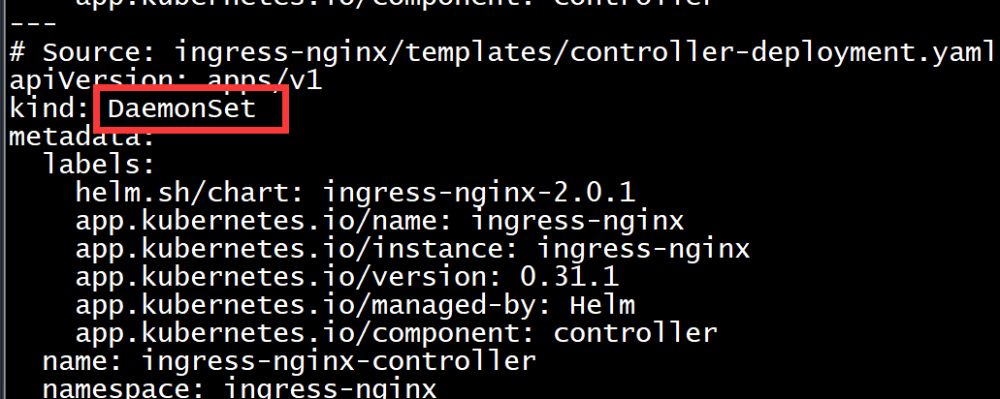 app.kubernetes.io/component: controller
---
# Source: ingress-nginx/templates/controller-deployment.yaml
apiVersion: apps/v1
kind: DaemonSet
metadata:
  labels:
    helm.sh/chart: ingress-nginx-2.0.1
    app.kubernetes.io/name: ingress-nginx
    app.kubernetes.io/instance: ingress-nginx
    app.kubernetes.io/version: 0.31.1
    app.kubernetes.io/managed-by: Helm
    app.kubernetes.io/component: controller
  name: ingress-nginx-controller
  namespace: ingress-nginx